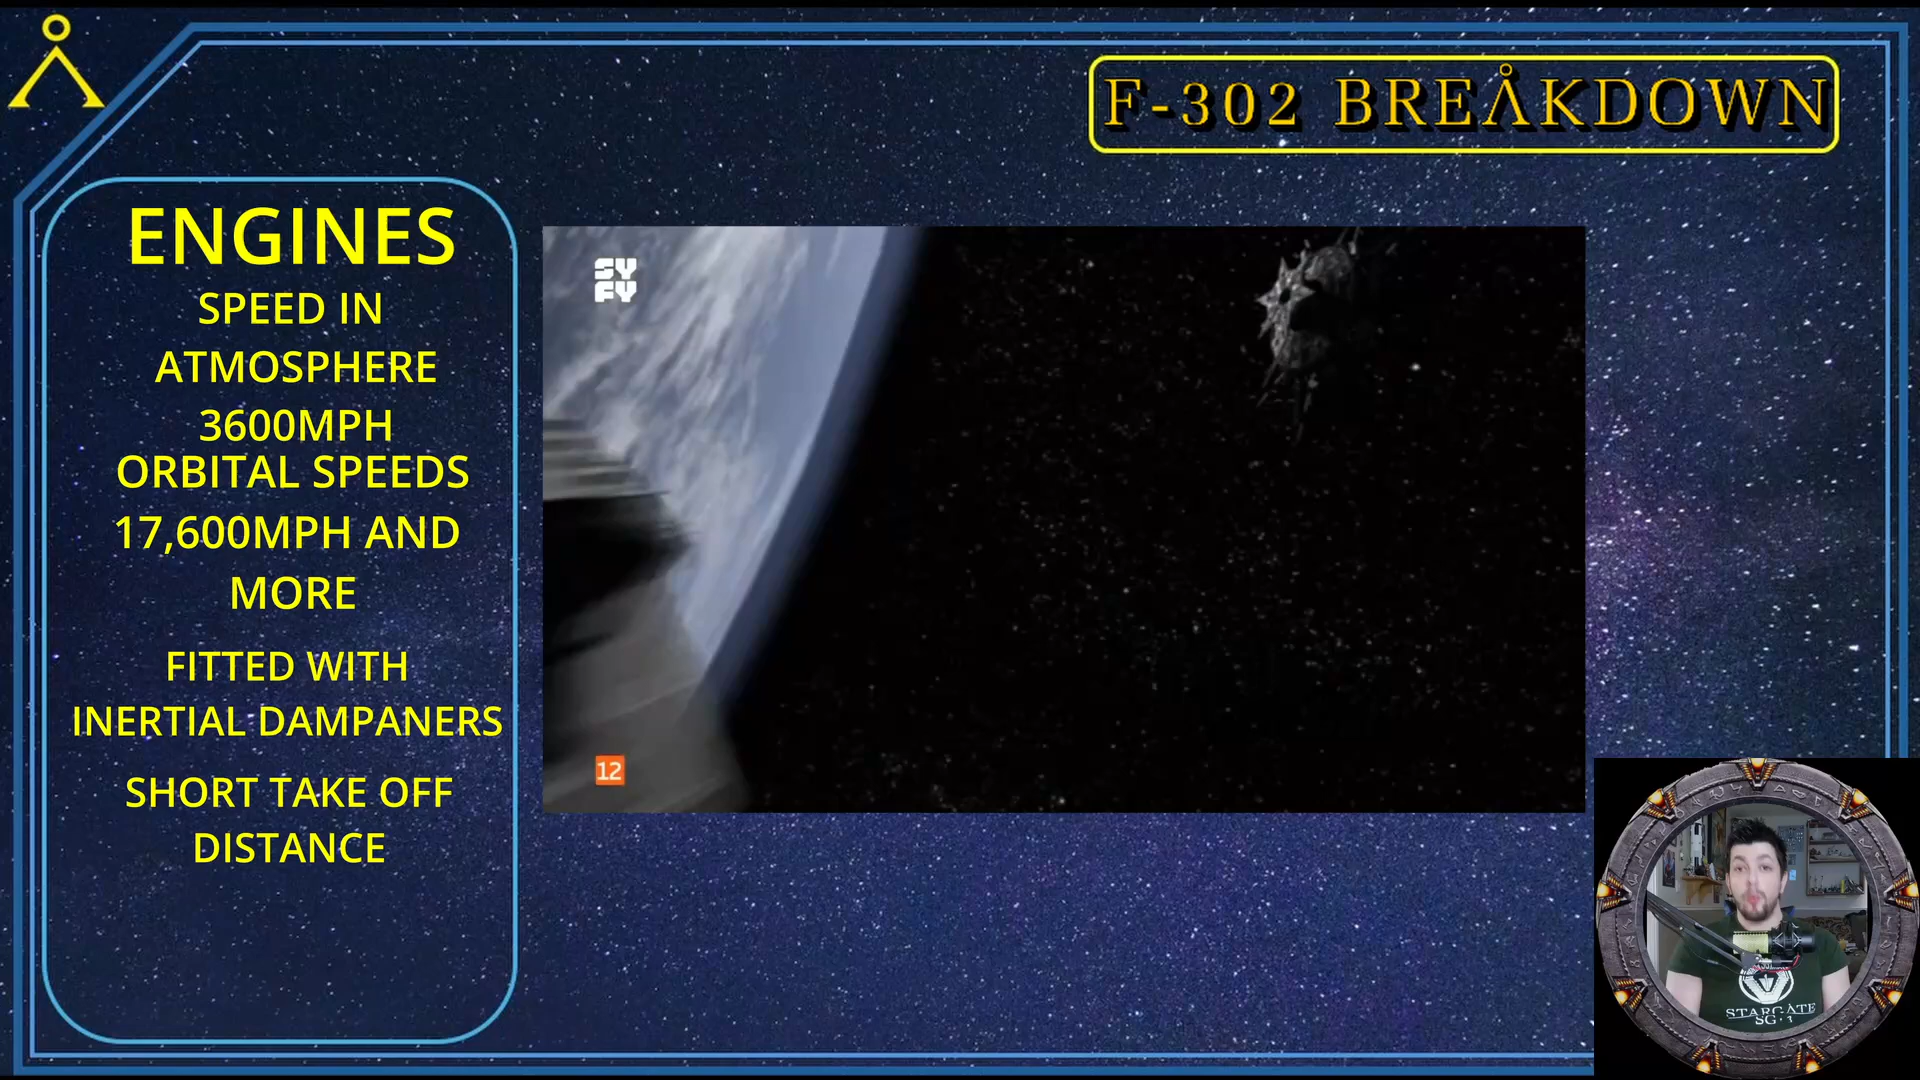 F-302 BREAKDOWN
ENGINES
SPEED IN
ATMOSPHERE
3600MPH
ORBITAL SPEEDS
17,600MPH AND
MORE
FITTED WITH
INERTIAL DAMPANERS
SHORT TAKE OFF
DISTANCE
SY
FY
12
STARGATE
SG·1